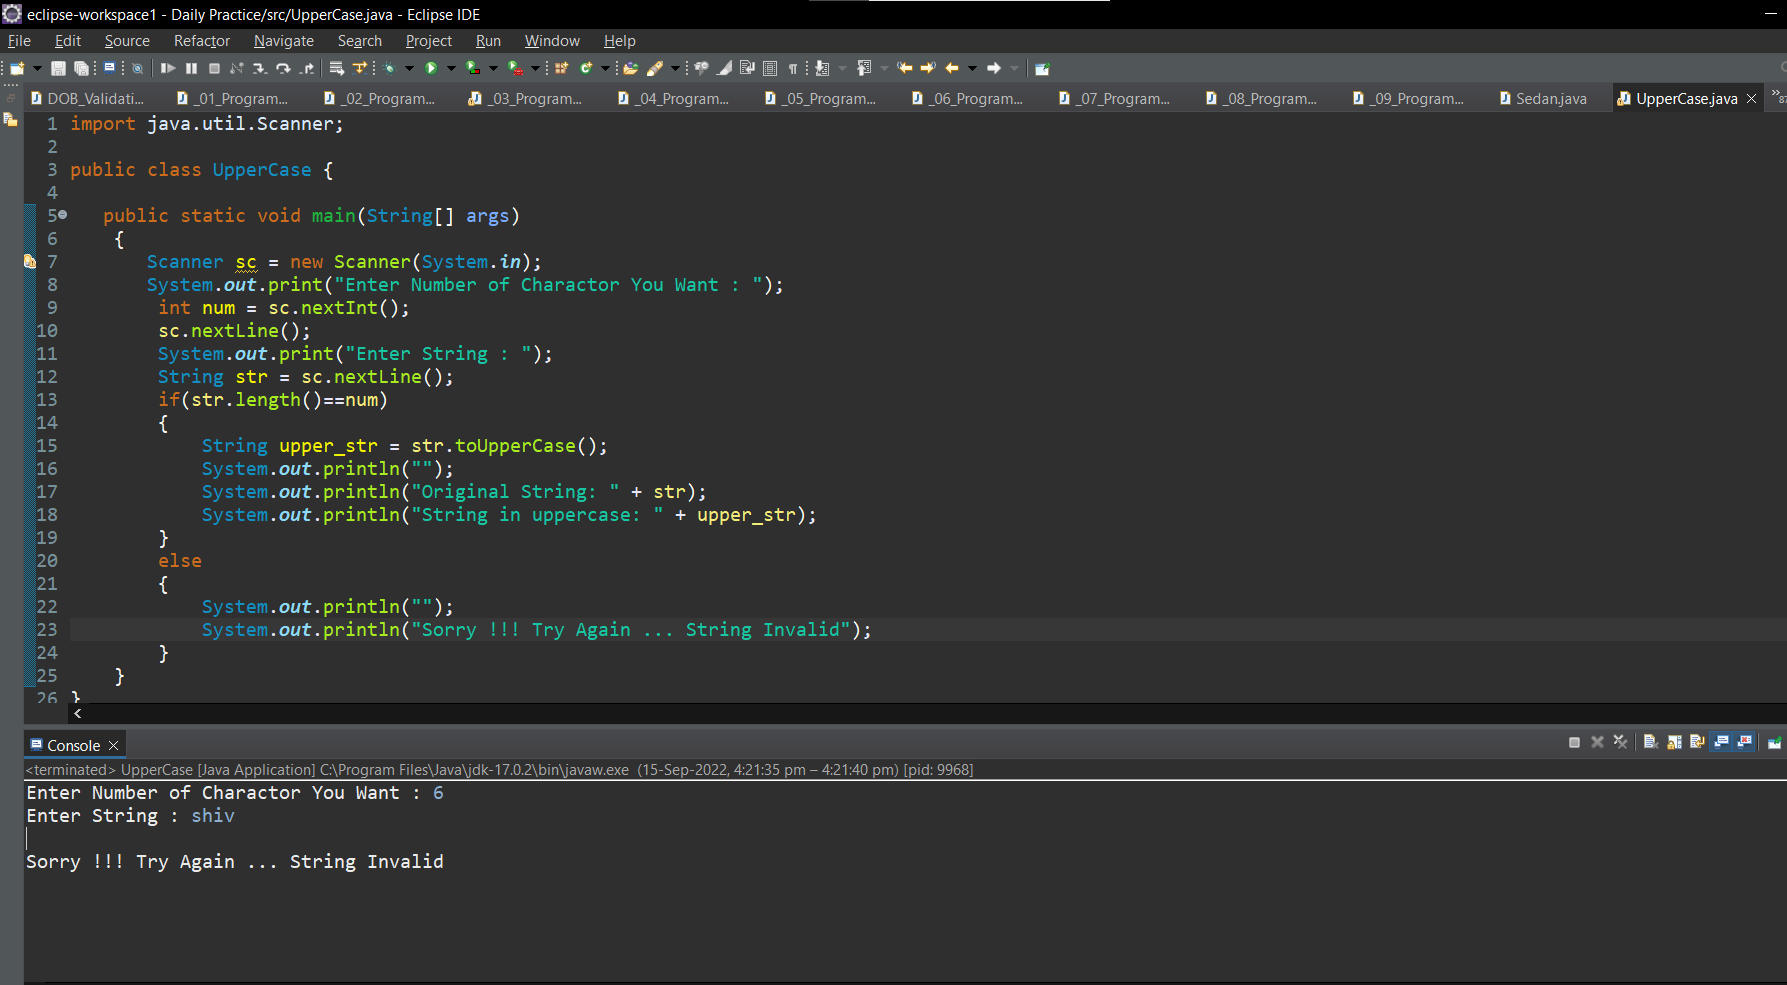 eclipse-workspace1 - Daily Practice/src/UpperCase.java - Eclipse IDE
File Edit Source Refactor Navigate Search Project Run Window Help
DOB_Validati... _01_Program... _02_Program... _03_Program... _04_Program... _05_Program... _06_Program... _07_Program... _08_Program... _09_Program... Sedan.java UpperCase.java
1 import java.util.Scanner;
2
3 public class UpperCase {
4
5 public static void main(String[] args)
6 {
7 Scanner sc = new Scanner(System.in);
8 System.out.print("Enter Number of Charactor You Want : ");
9 int num = sc.nextInt();
10 sc.nextLine();
11 System.out.print("Enter String : ");
12 String str = sc.nextLine();
13 if(str.length()==num)
14 {
15 String upper_str = str.toUpperCase();
16 System.out.println("");
17 System.out.println("Original String: " + str);
18 System.out.println("String in uppercase: " + upper_str);
19 }
20 else
21 {
22 System.out.println("");
23 System.out.println("Sorry !!! Try Again ... String Invalid");
24 }
25 }
26 }
Console
<terminated> UpperCase [Java Application] C:\Program Files\Java\jdk-17.0.2\bin\javaw.exe (15-Sep-2022, 4:21:35 pm – 4:21:40 pm) [pid: 9968]
Enter Number of Charactor You Want : 6
Enter String : shiv
Sorry !!! Try Again ... String Invalid